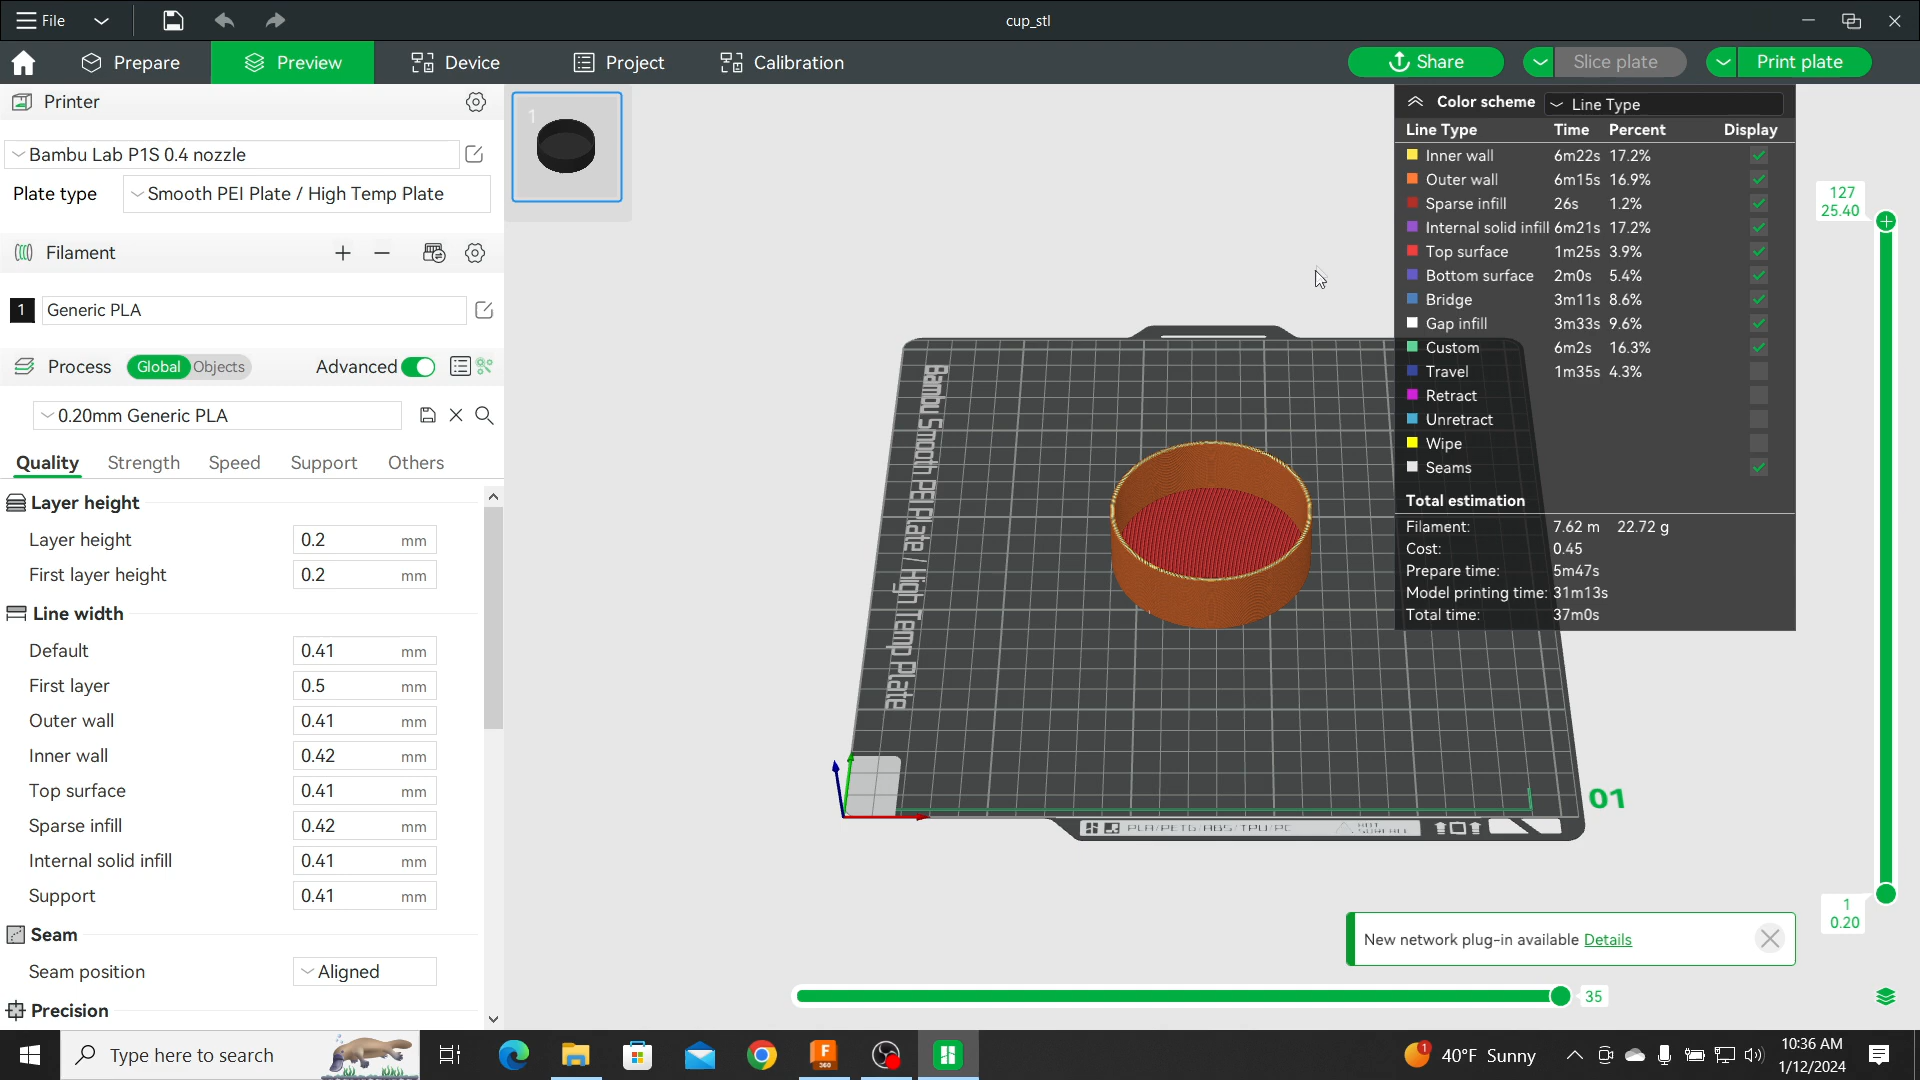 File
cup_stl
Prepare
Preview
Device
Project
Calibration
Share
Slice plate
Print plate
Printer
Bambu Lab P1S 0.4 nozzle
Plate type
Smooth PEI Plate / High Temp Plate
Filament
1 Generic PLA
Process Global Objects Advanced
0.20mm Generic PLA
Quality Strength Speed Support Others
Layer height
Layer height 0.2 mm
First layer height 0.2 mm
Line width
Default 0.41 mm
First layer 0.5 mm
Outer wall 0.41 mm
Inner wall 0.42 mm
Top surface 0.41 mm
Sparse infill 0.42 mm
Internal solid infill 0.41 mm
Support 0.41 mm
Seam
Seam position Aligned
Precision
1
Bambu Smooth PEI Plate / High Temp Plate
PLA/PETG/ABS/TPU/PC
HOT SURFACE
01
Color scheme Line Type
Line Type Time Percent Display
Inner wall 6m22s 17.2%
Outer wall 6m15s 16.9%
Sparse infill 26s 1.2%
Internal solid infill 6m21s 17.2%
Top surface 1m25s 3.9%
Bottom surface 2m0s 5.4%
Bridge 3m11s 8.6%
Gap infill 3m33s 9.6%
Custom 6m2s 16.3%
Travel 1m35s 4.3%
Retract
Unretract
Wipe
Seams
Total estimation
Filament: 7.62 m 22.72 g
Cost: 0.45
Prepare time: 5m47s
Model printing time: 31m13s
Total time: 37m0s
127
25.40
1
0.20
New network plug-in available Details
35
Type here to search
F
360
1
40°F Sunny
10:36 AM
1/12/2024